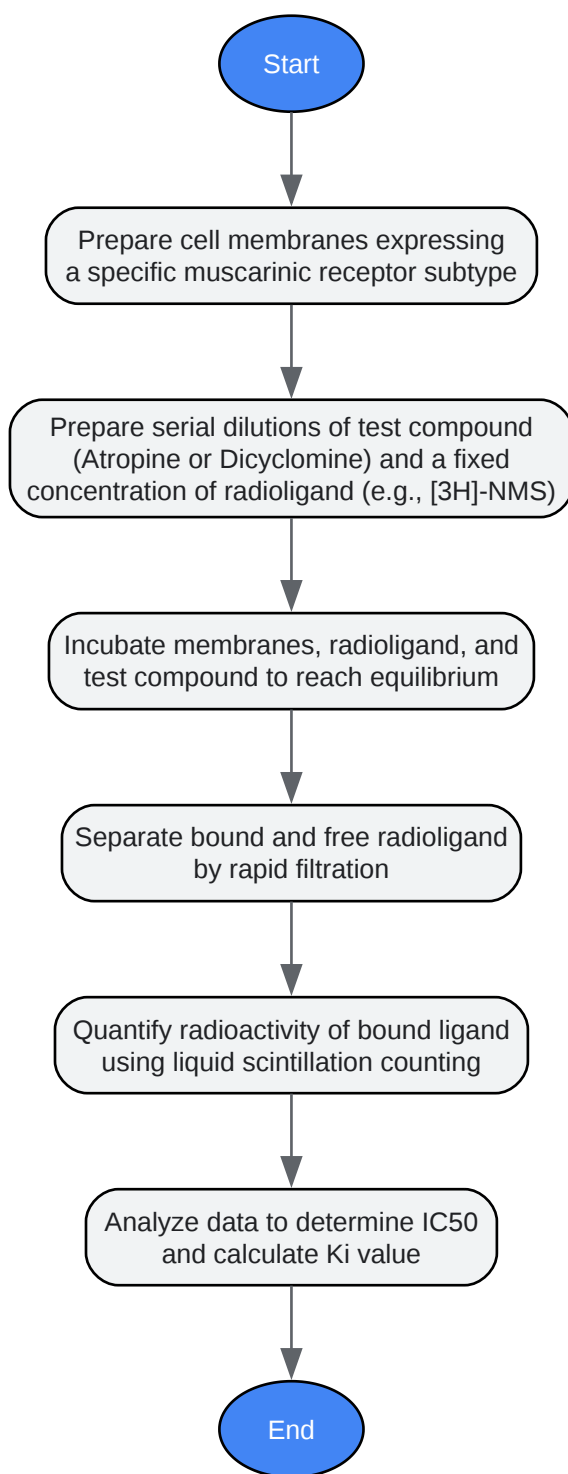 Start
Prepare cell membranes expressing
a specific muscarinic receptor subtype
Prepare serial dilutions of test compound
(Atropine or Dicyclomine) and a fixed
concentration of radioligand (e.g., [3H]-NMS)
Incubate membranes, radioligand, and
test compound to reach equilibrium
Separate bound and free radioligand
by rapid filtration
Quantify radioactivity of bound ligand
using liquid scintillation counting
Analyze data to determine IC50
and calculate Ki value
End